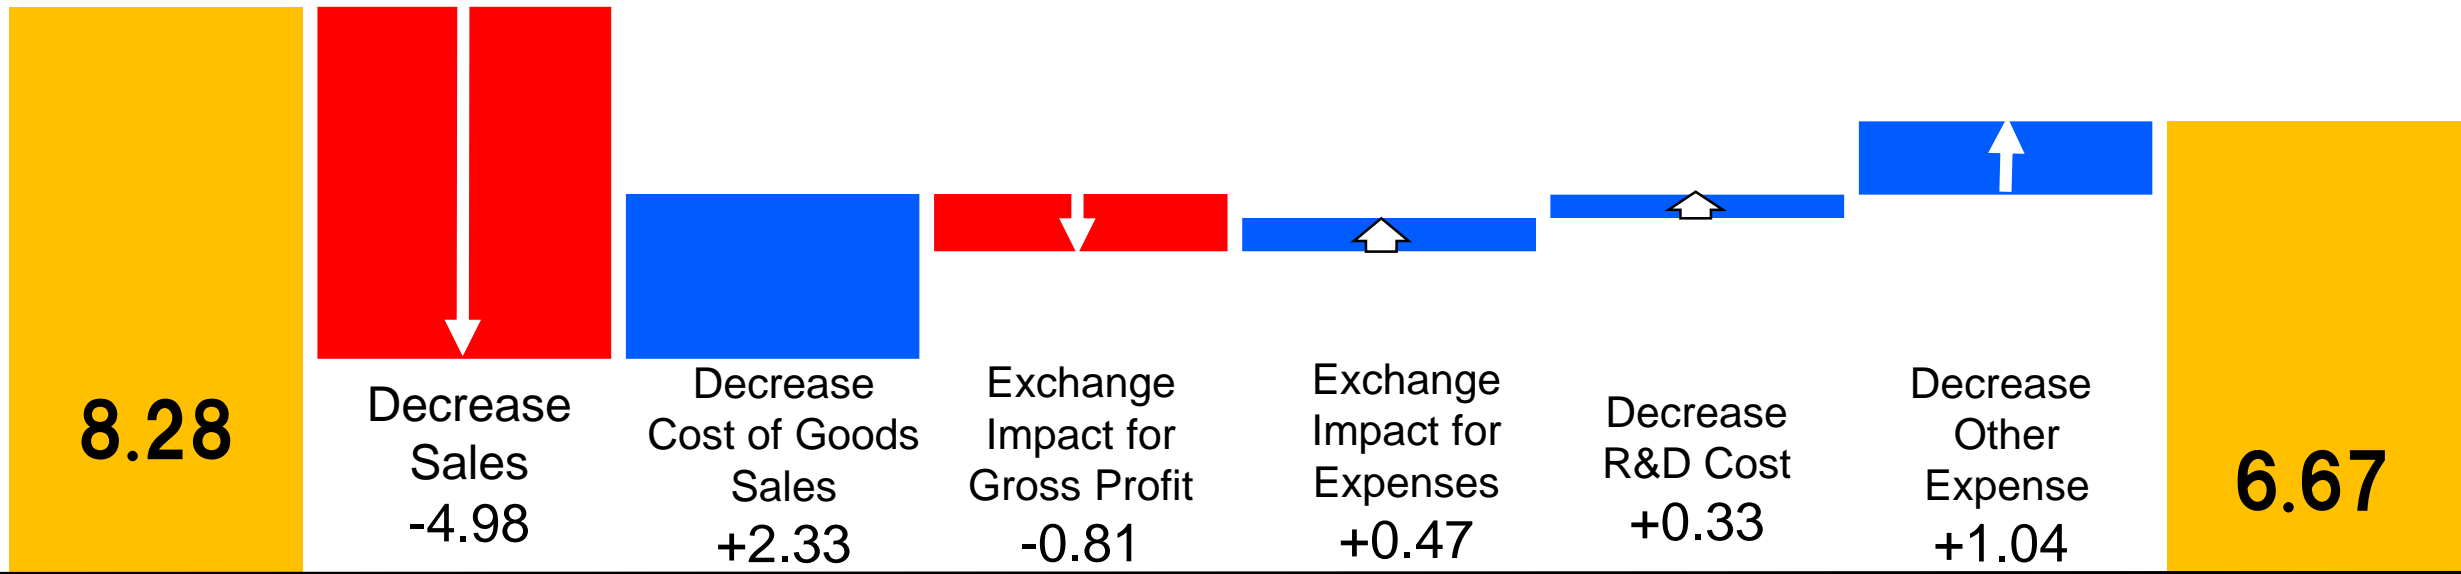 8.28
Decrease
Sales
-4.98
Decrease
Cost of Goods
Sales
+2.33
Exchange
Impact for
Gross Profit
-0.81
Exchange
Impact for
Expenses
+0.47
Decrease
R&D Cost
+0.33
Decrease
Other
Expense
+1.04
6.67